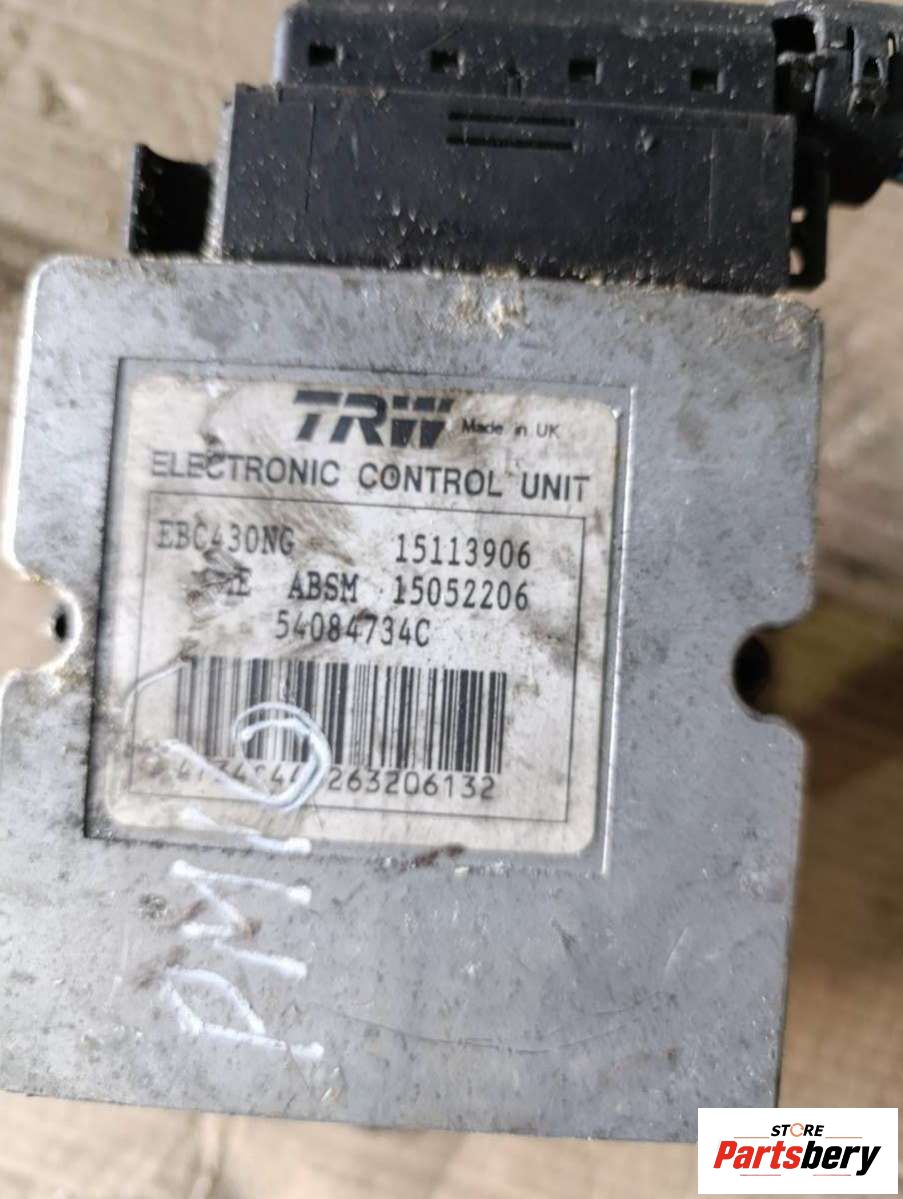 TRW Made in UK
ELECTRONIC CONTROL UNIT
EBC430NG 15113906
ABSM 15052206
54084734C
263206132
STORE
Partsbery